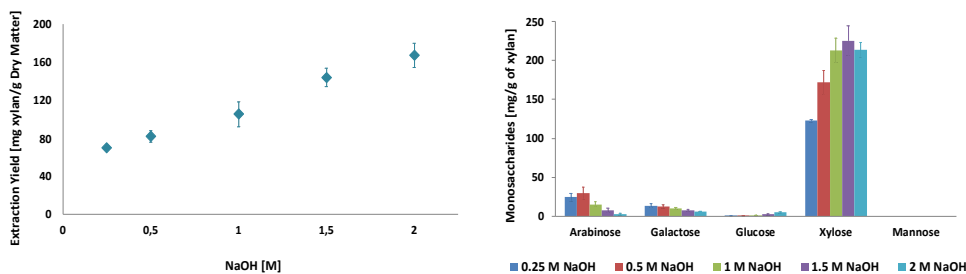 Extraction Yield [mg xylan/g Dry Matter]
200
160
120
80
40
0
0 0,5 1 1,5 2
NaOH [M]
Monosaccharides [mg/g of xylan]
250
200
150
100
50
0
Arabinose Galactose Glucose Xylose Mannose
0.25 M NaOH 0.5 M NaOH 1 M NaOH 1.5 M NaOH 2 M NaOH